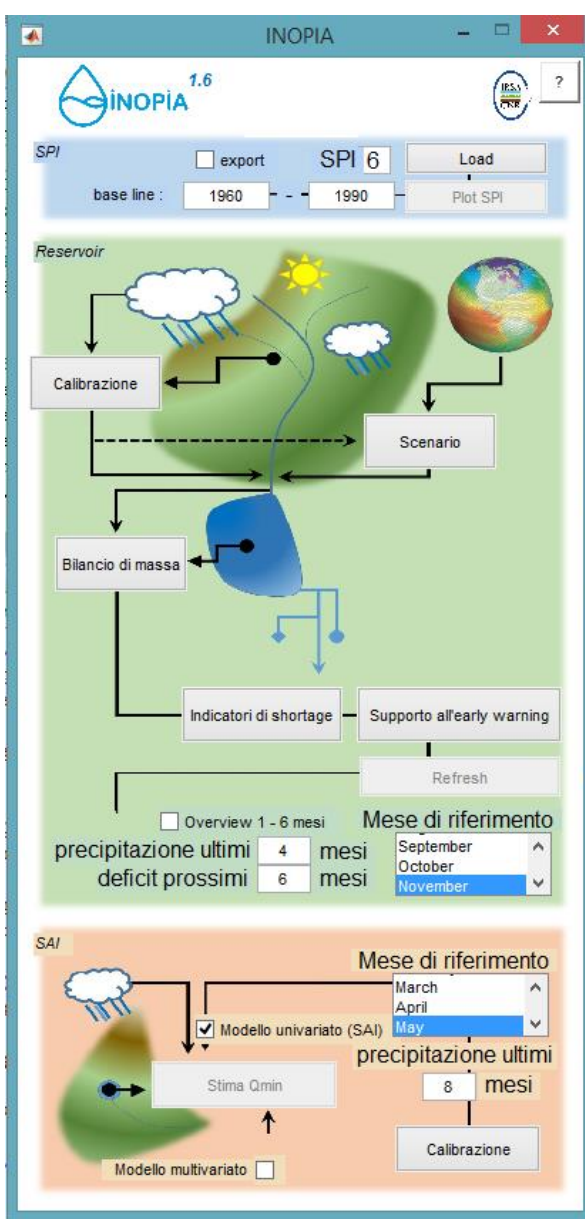 INOPIA
iNOPiA 1.6
IRSA
CNR
?
SPI
export SPI 6 Load
base line : 1960 - 1990 Plot SPI
Reservoir
Calibrazione
Scenario
Bilancio di massa
Indicatori di shortage Supporto all'early warning
Refresh
Overview 1 - 6 mesi Mese di riferimento
precipitazione ultimi 4 mesi September
October
deficit prossimi 6 mesi November
SAI
Mese di riferimento
March
April
Modello univariato (SAI) May
precipitazione ultimi
Stima Qmin 8 mesi
Calibrazione
Modello multivariato